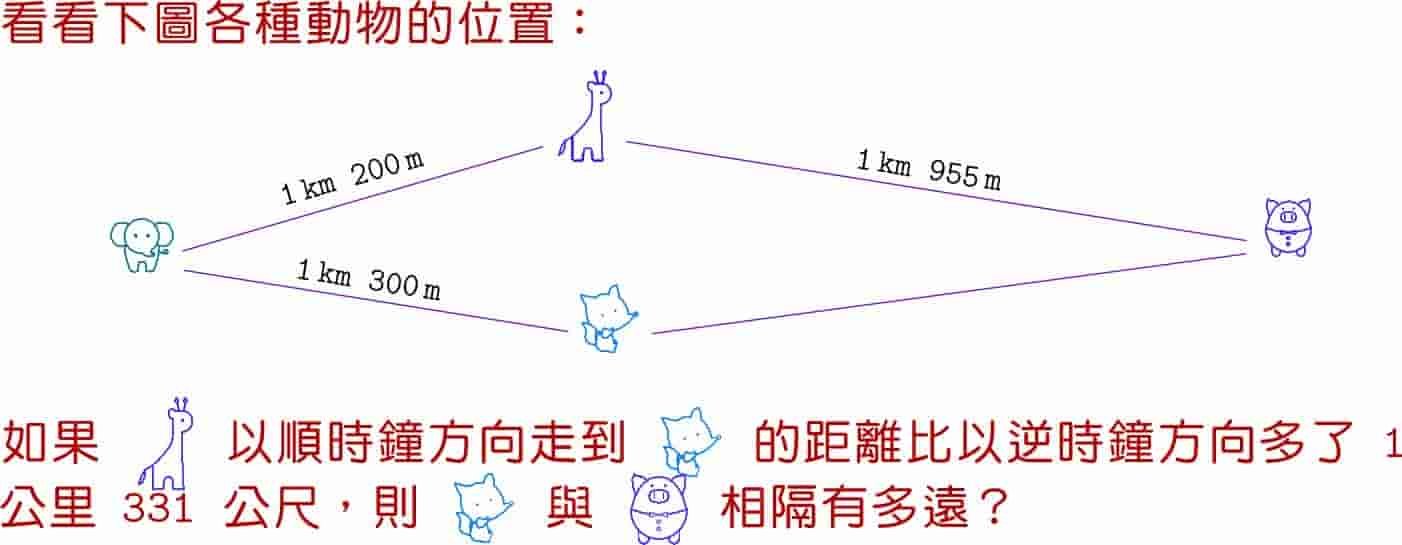 看看下圖各種動物的位置：
1 km 200 m
1 km 955 m
1 km 300 m
如果 以順時鐘方向走到 的距離比以逆時鐘方向多了 1
公里 331 公尺，則 與 相隔有多遠？